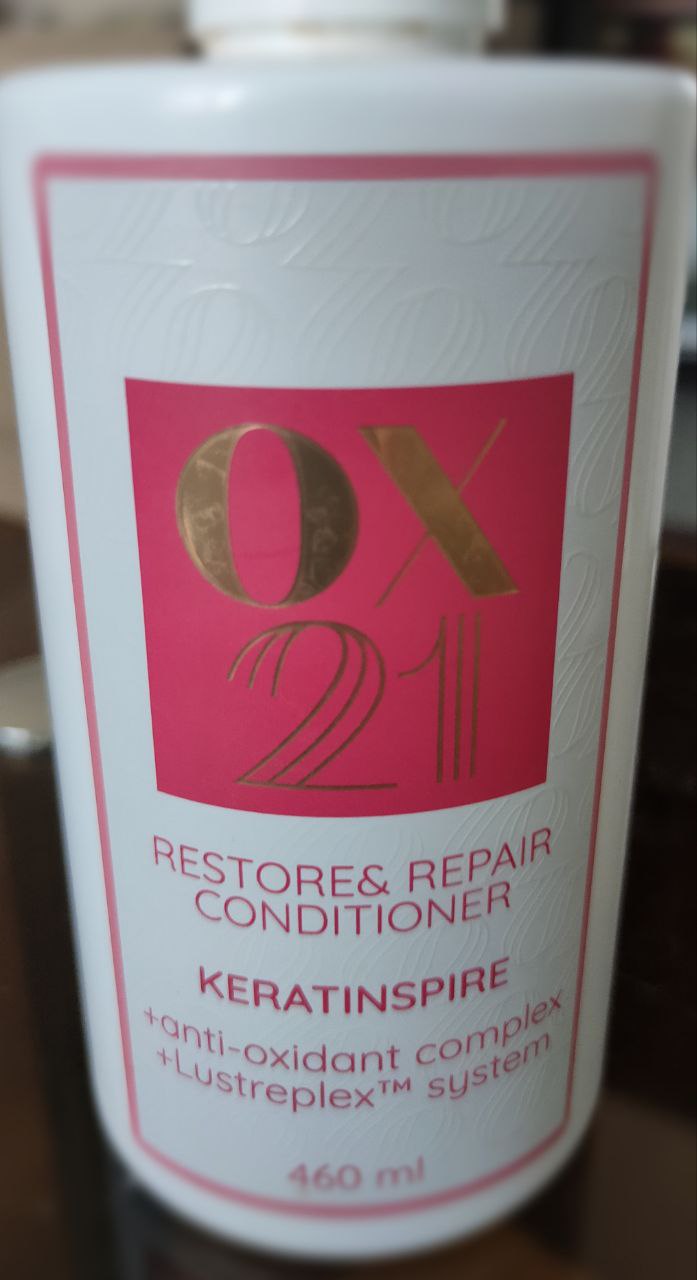 OX
21
RESTORE& REPAIR
CONDITIONER
KERATINSPIRE
+anti-oxidant complex
+Lustreplex™ system
460 ml